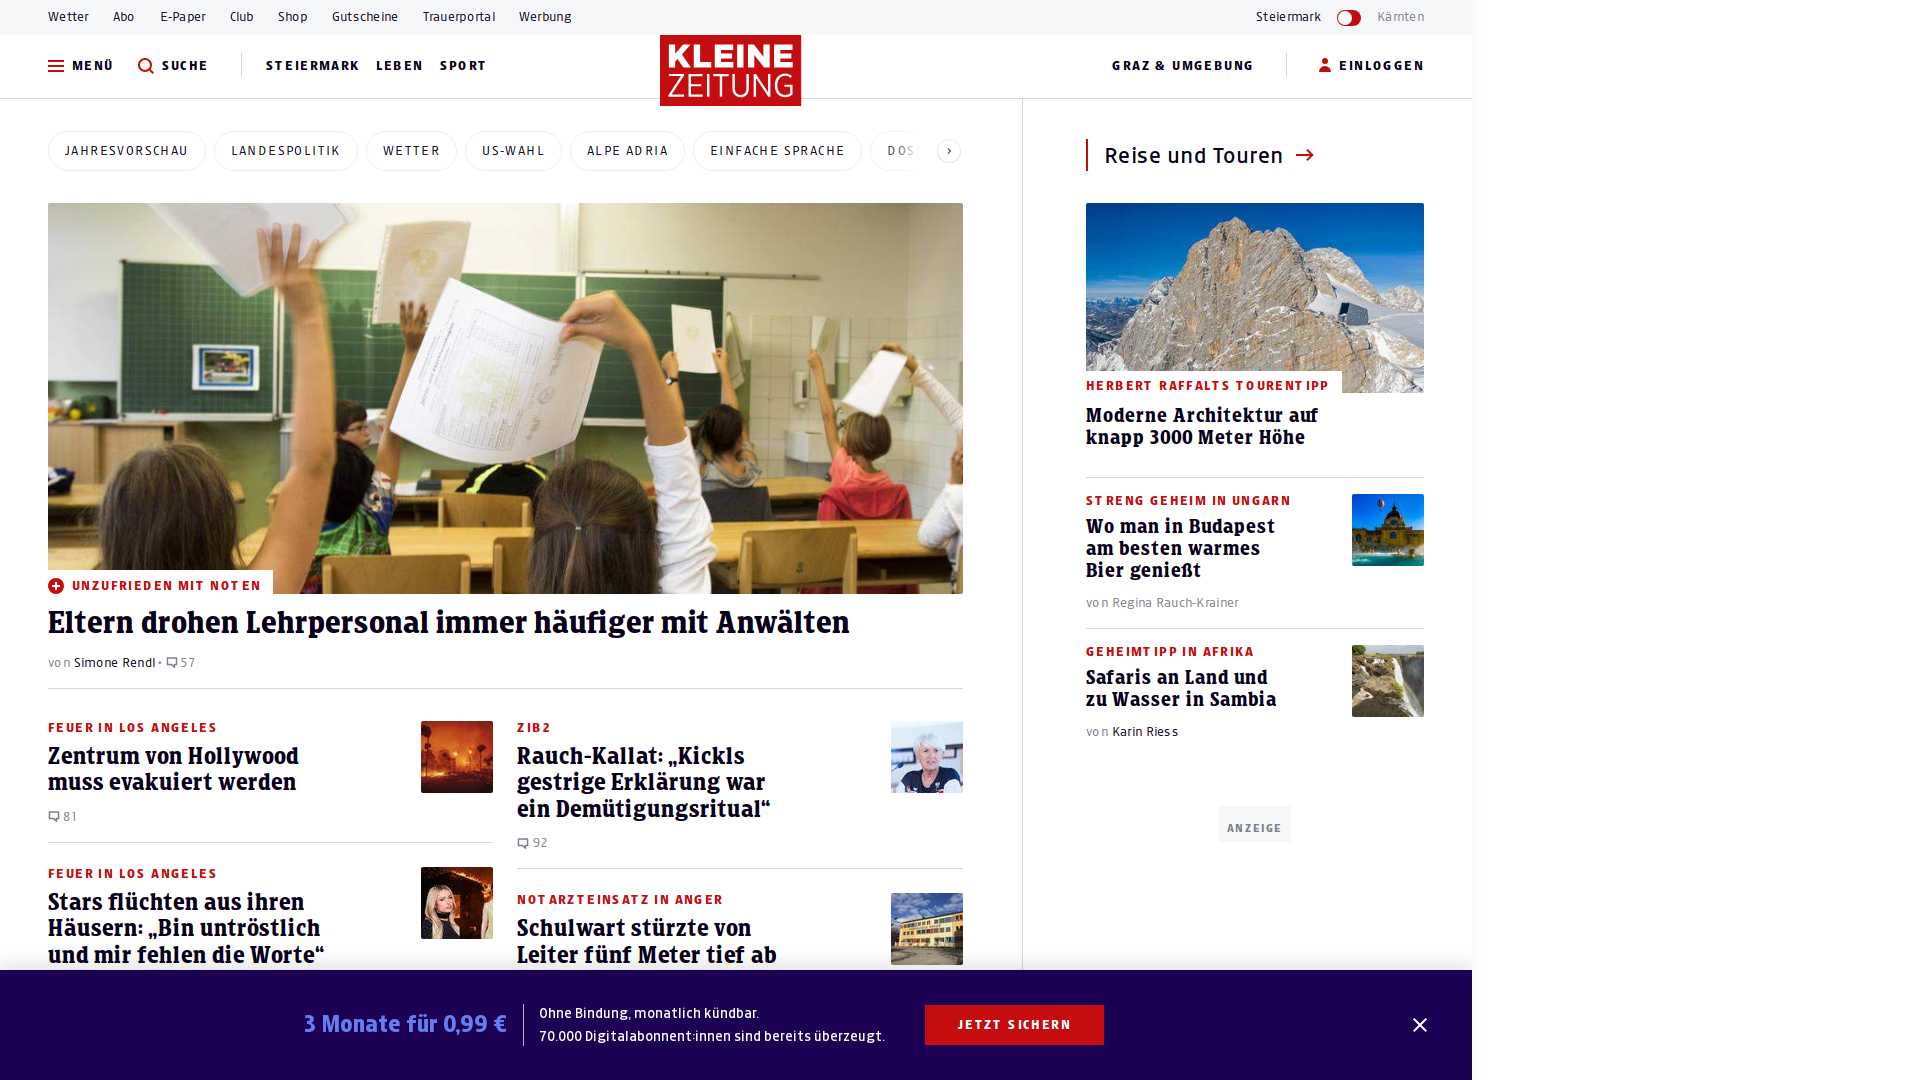 Wetter Abo E-Paper Club Shop Gutscheine Trauerportal Werbung Steiermark Kärnten
MENÜ SUCHE STEIERMARK LEBEN SPORT KLEINE ZEITUNG GRAZ & UMGEBUNG EINLOGGEN
JAHRESVORSCHAU LANDESPOLITIK WETTER US-WAHL ALPE ADRIA EINFACHE SPRACHE DOS
UNZUFRIEDEN MIT NOTEN
Eltern drohen Lehrpersonal immer häufiger mit Anwälten
von Simone Rendl • 57
FEUER IN LOS ANGELES
Zentrum von Hollywood
muss evakuiert werden
81
FEUER IN LOS ANGELES
Stars flüchten aus ihren
Häusern: „Bin untröstlich
und mir fehlen die Worte“
ZIB2
Rauch-Kallat: „Kickls
gestrige Erklärung war
ein Demütigungsritual“
92
NOTARZTEINSATZ IN ANGER
Schulwart stürzte von
Leiter fünf Meter tief ab
Reise und Touren
HERBERT RAFFALTS TOURENTIPP
Moderne Architektur auf
knapp 3000 Meter Höhe
STRENG GEHEIM IN UNGARN
Wo man in Budapest
am besten warmes
Bier genießt
von Regina Rauch-Krainer
GEHEIMTIPP IN AFRIKA
Safaris an Land und
zu Wasser in Sambia
von Karin Riess
ANZEIGE
3 Monate für 0,99 €
Ohne Bindung, monatlich kündbar.
70.000 Digitalabonnent:innen sind bereits überzeugt.
JETZT SICHERN